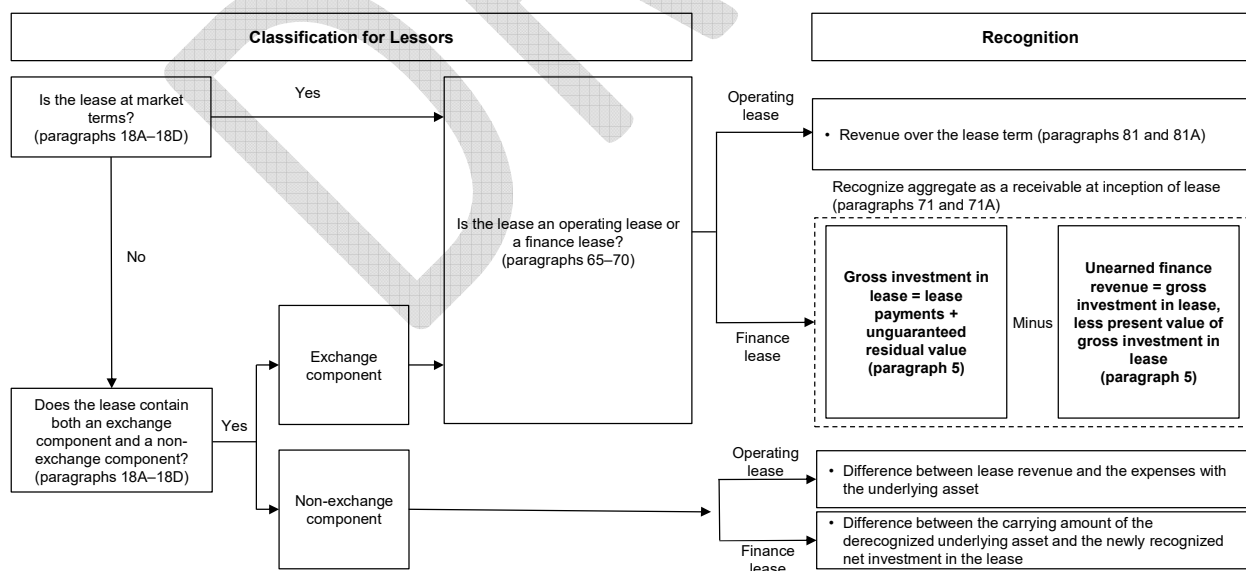 Classification for Lessors
Recognition
Is the lease at market
terms?
(paragraphs 18A–18D)
Yes
No
Does the lease contain
both an exchange
component and a non-
exchange component?
(paragraphs 18A–18D)
Yes
Exchange
component
Non-exchange
component
Is the lease an operating lease or
a finance lease?
(paragraphs 65–70)
Operating
lease
• Revenue over the lease term (paragraphs 81 and 81A)
Recognize aggregate as a receivable at inception of lease
(paragraphs 71 and 71A)
Finance
lease
Gross investment in
lease = lease
payments +
unguaranteed
residual value
(paragraph 5)
Minus
Unearned finance
revenue = gross
investment in lease,
less present value of
gross investment in
lease
(paragraph 5)
Operating
lease
• Difference between lease revenue and the expenses with
the underlying asset
Finance
lease
• Difference between the carrying amount of the
derecognized underlying asset and the newly recognized
net investment in the lease